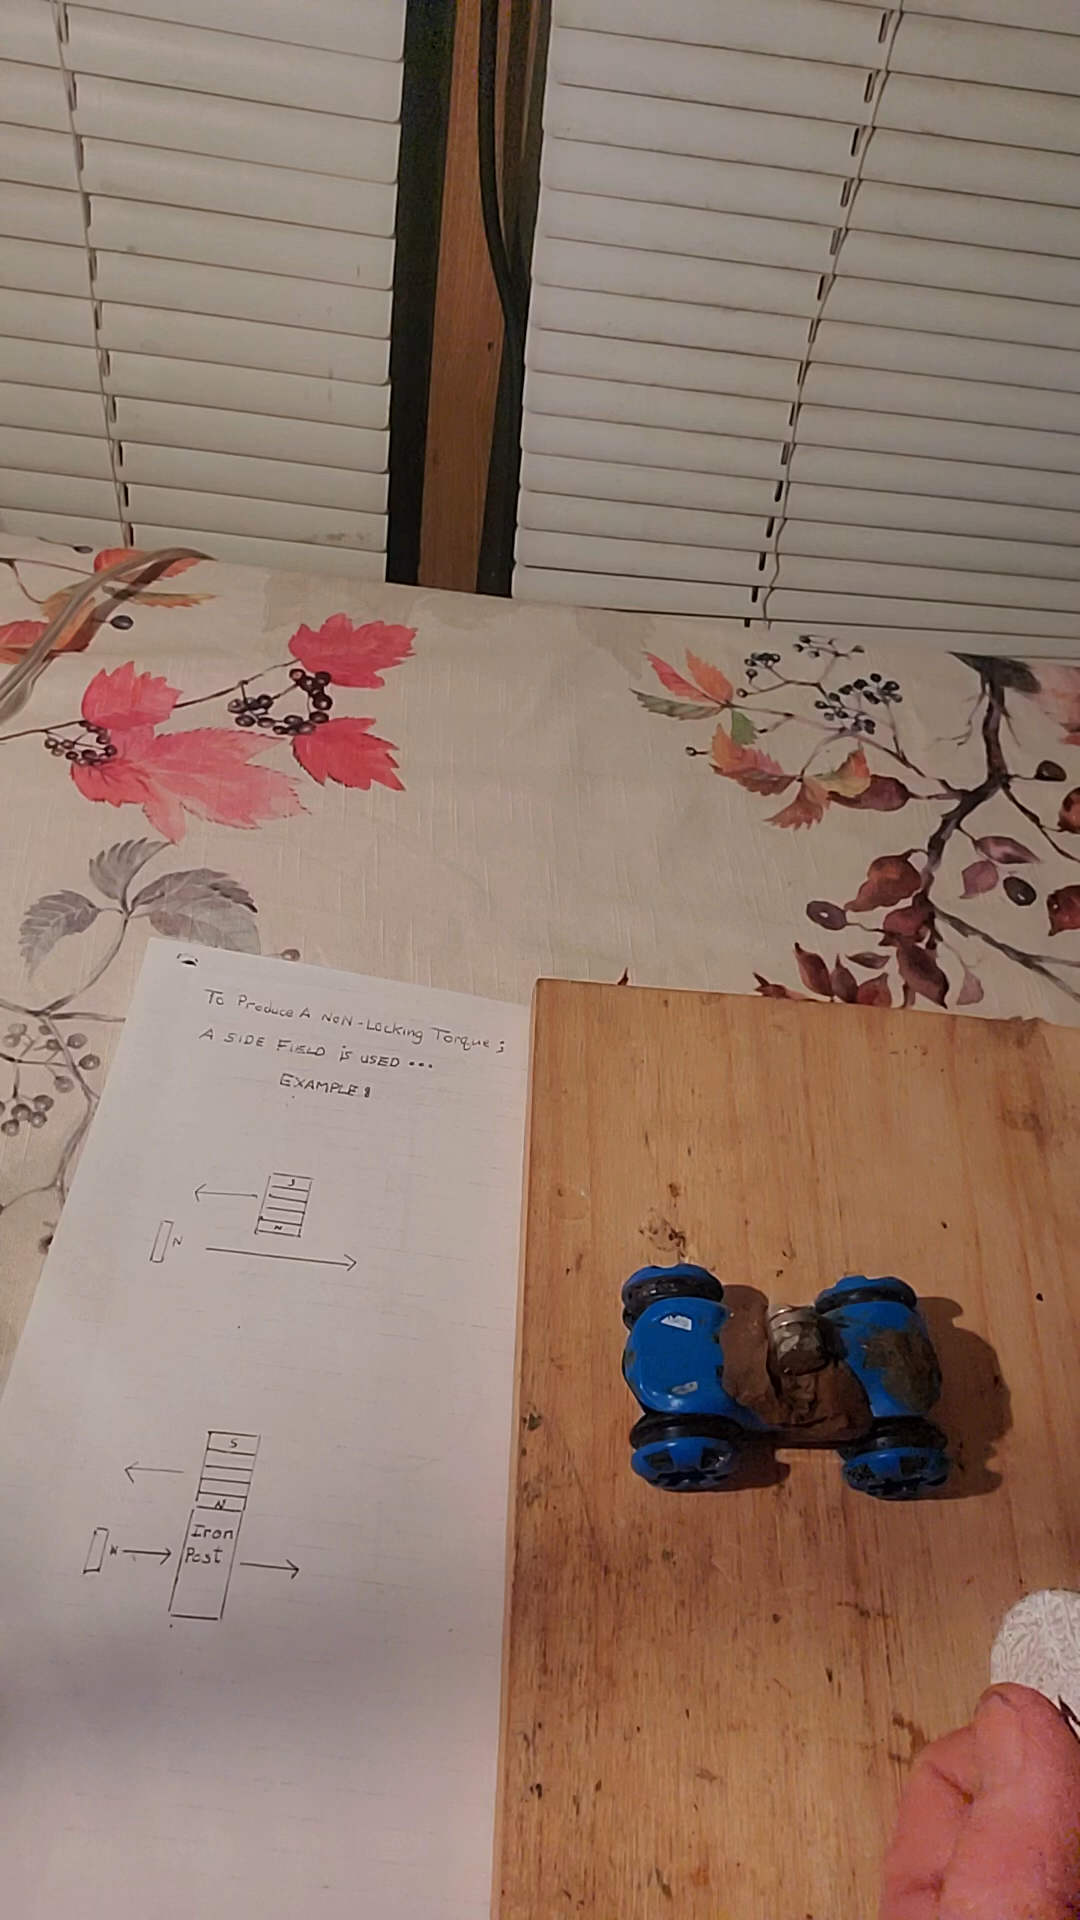 To Produce A NON-Locking Torque;
A SIDE FIELD is USED ...
EXAMPLE:
S
N
N
S
N
Iron
N
Post